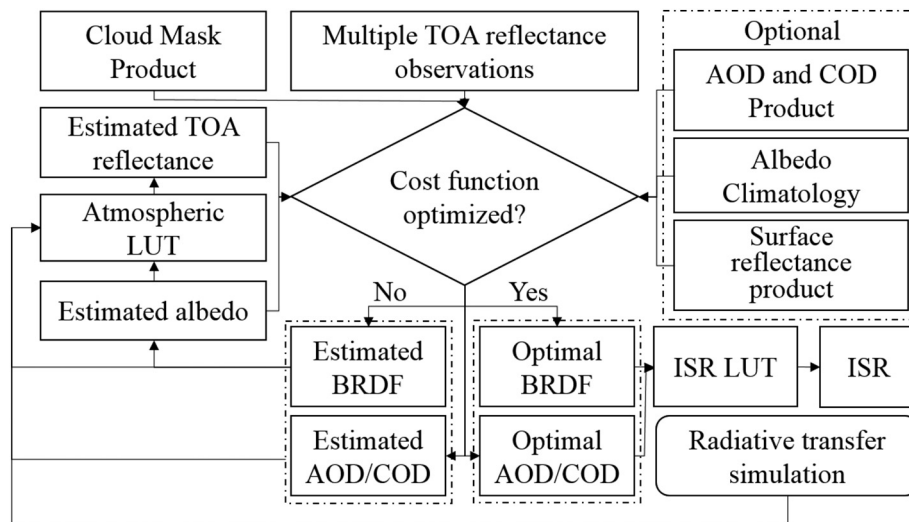 Cloud Mask
Product
Multiple TOA reflectance
observations
Optional
AOD and COD
Product
Albedo
Climatology
Surface
reflectance
product
Estimated TOA
reflectance
Atmospheric
LUT
Estimated albedo
Cost function
optimized?
No
Yes
Estimated
BRDF
Estimated
AOD/COD
Optimal
BRDF
Optimal
AOD/COD
ISR LUT
ISR
Radiative transfer
simulation